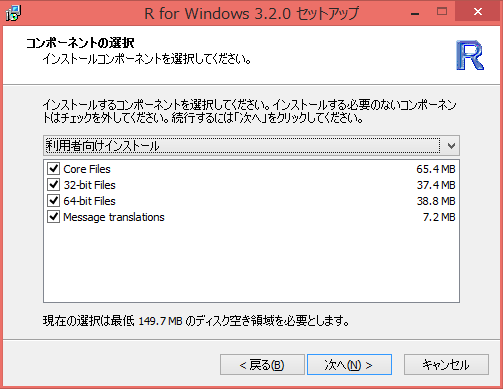 R for Windows 3.2.0 セットアップ
コンポーネントの選択
インストールコンポーネントを選択してください。
R
インストールするコンポーネントを選択してください。インストールする必要のないコンポーネン
トはチェックを外してください。続行するには「次へ」をクリックしてください。
利用者向けインストール
Core Files 65.4 MB
32-bit Files 37.4 MB
64-bit Files 38.8 MB
Message translations 7.2 MB
現在の選択は最低 149.7 MB のディスク空き領域を必要とします。
< 戻る(B) 次へ(N) > キャンセル